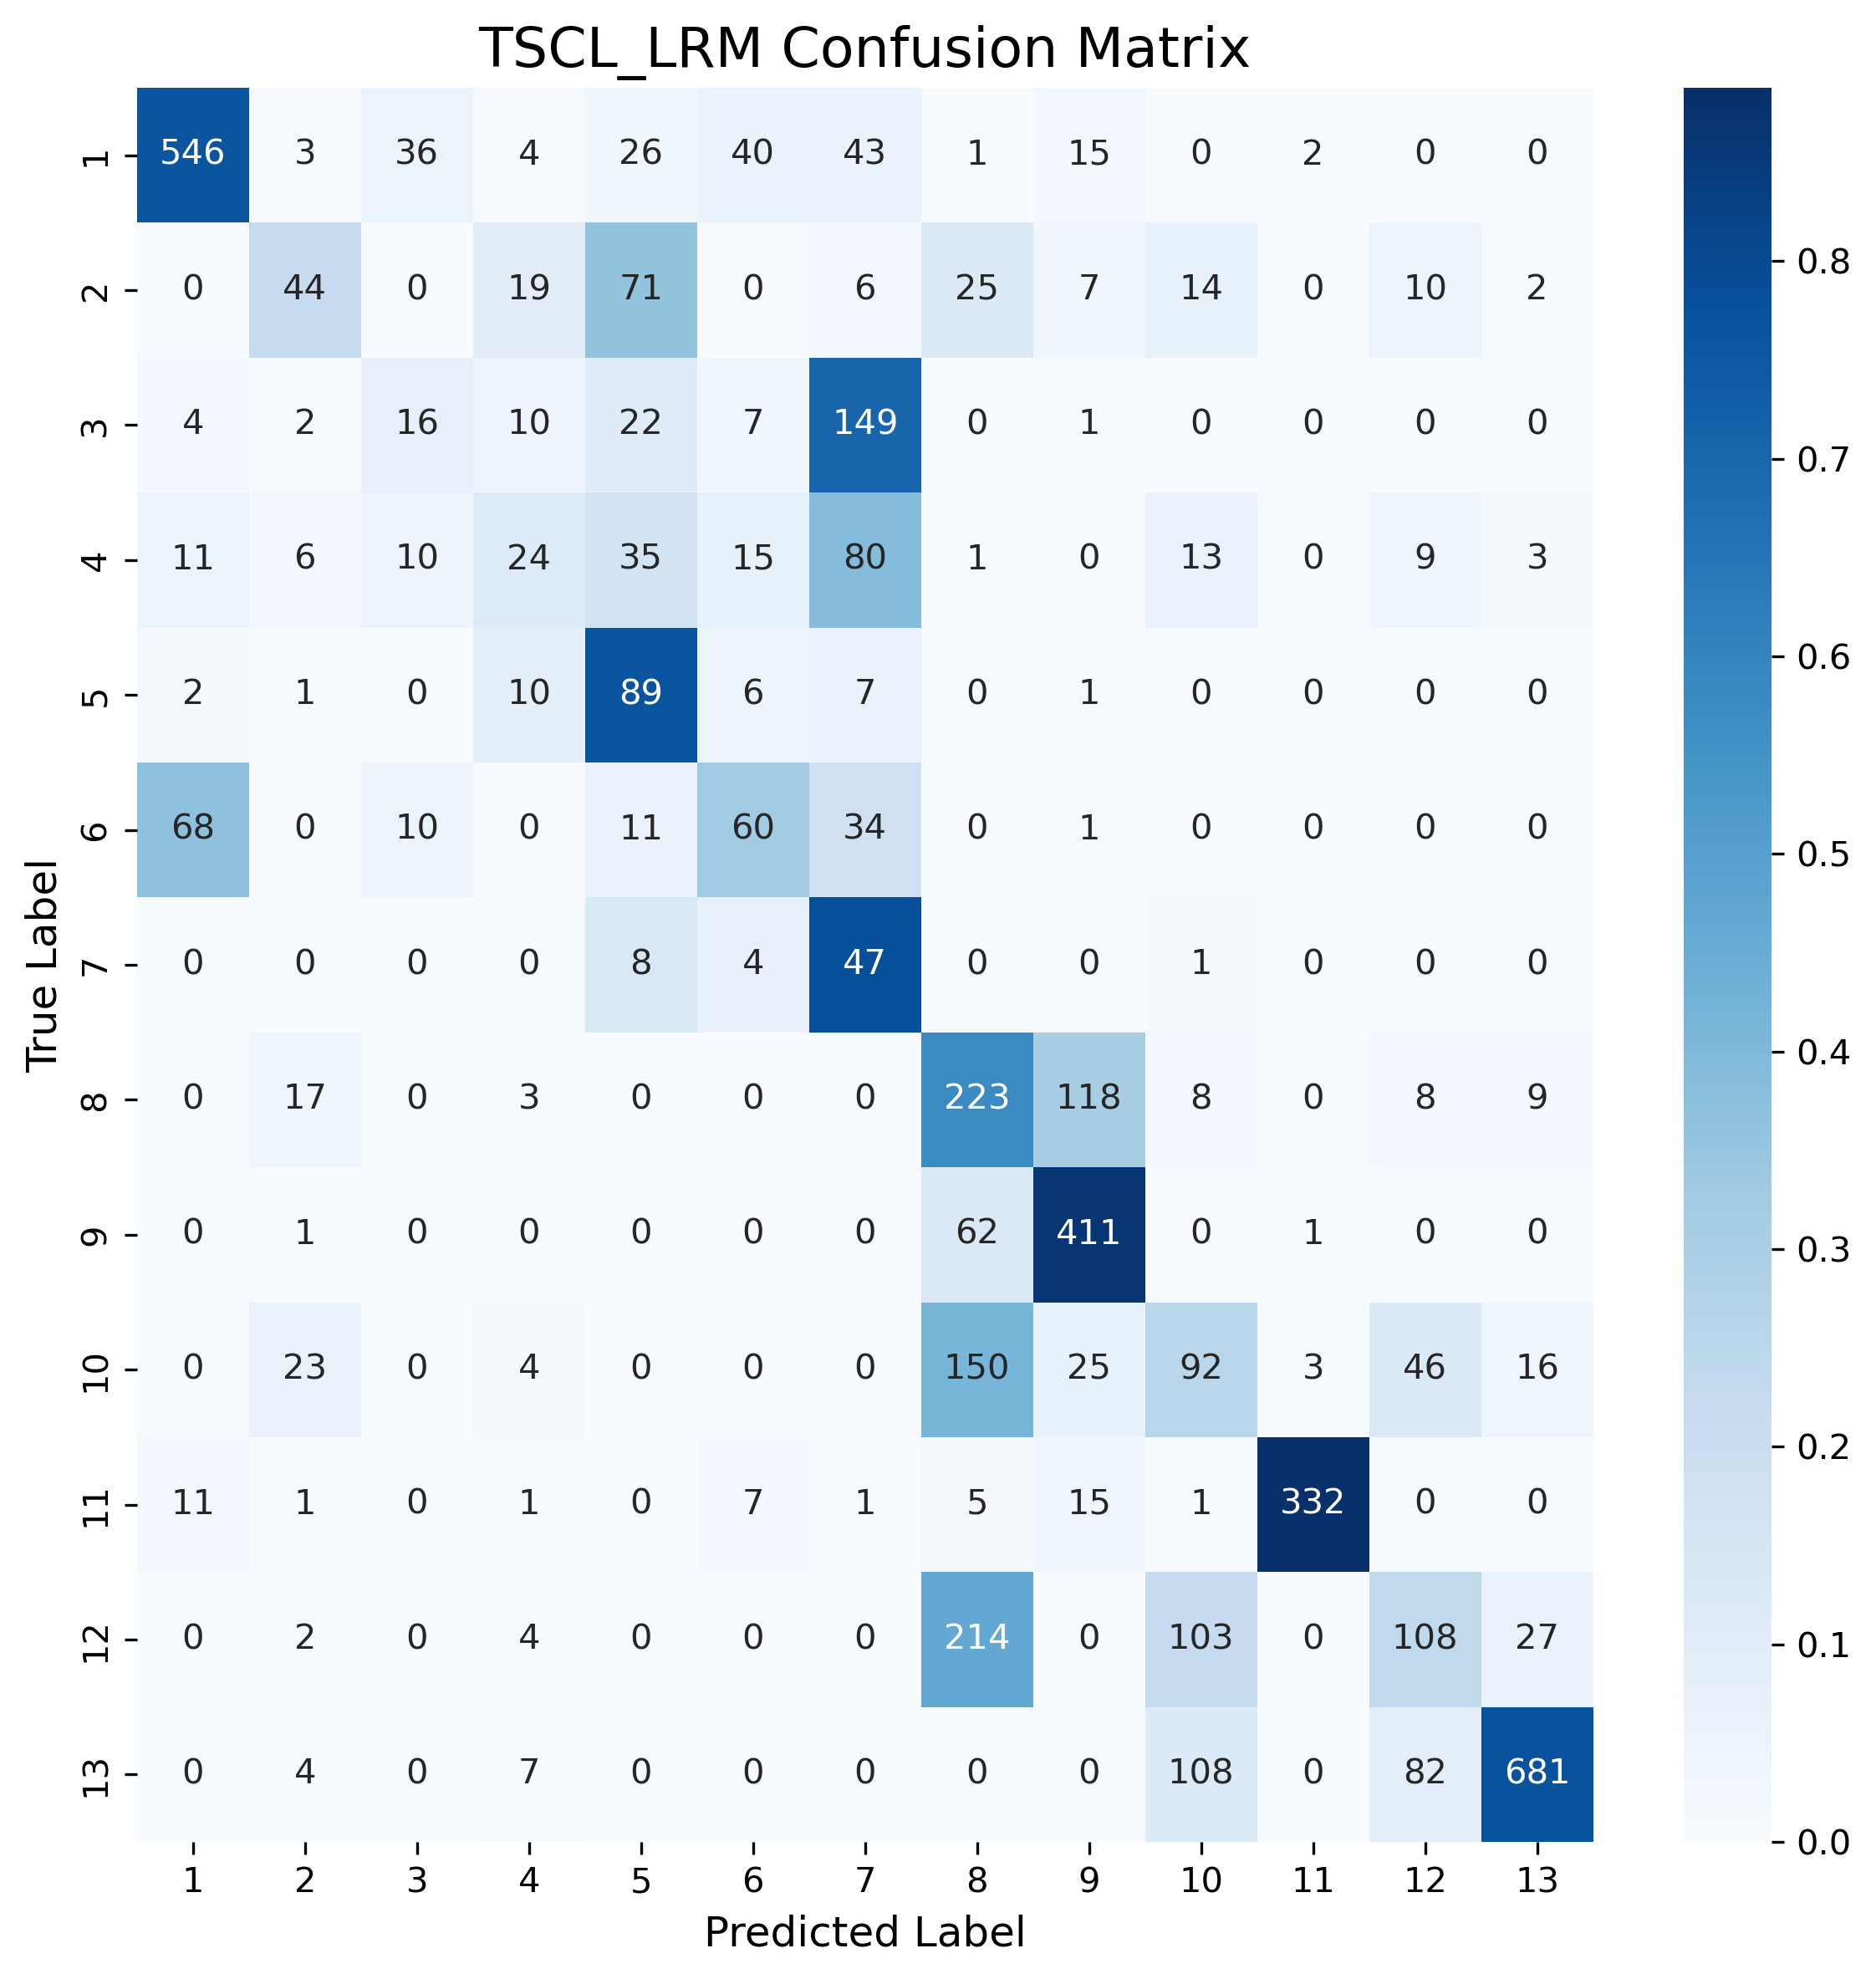 TSCL_LRM Confusion Matrix
1 546 3 36 4 26 40 43 1 15 0 2 0 0
2 0 44 0 19 71 0 6 25 7 14 0 10 2
3 4 2 16 10 22 7 149 0 1 0 0 0 0
4 11 6 10 24 35 15 80 1 0 13 0 9 3
5 2 1 0 10 89 6 7 0 1 0 0 0 0
6 68 0 10 0 11 60 34 0 1 0 0 0 0
7 0 0 0 0 8 4 47 0 0 1 0 0 0
8 0 17 0 3 0 0 0 223 118 8 0 8 9
9 0 1 0 0 0 0 0 62 411 0 1 0 0
10 0 23 0 4 0 0 0 150 25 92 3 46 16
11 11 1 0 1 0 7 1 5 15 1 332 0 0
12 0 2 0 4 0 0 0 214 0 103 0 108 27
13 0 4 0 7 0 0 0 0 0 108 0 82 681
1 2 3 4 5 6 7 8 9 10 11 12 13
Predicted Label
True Label
0.8
0.7
0.6
0.5
0.4
0.3
0.2
0.1
0.0